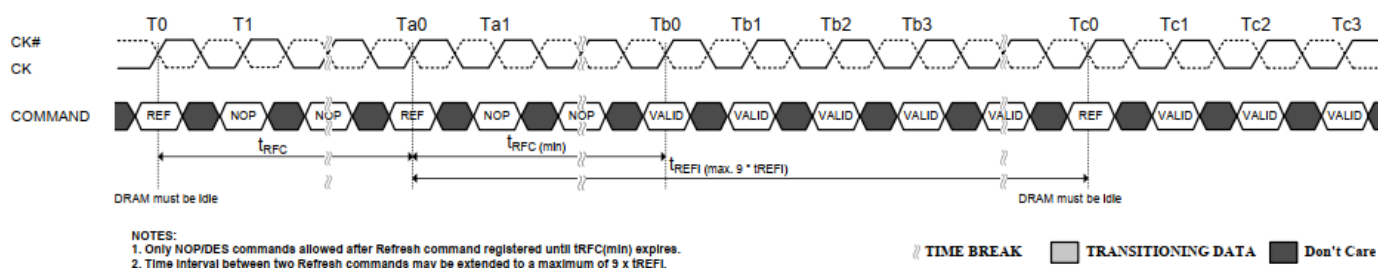 T0 T1 Ta0 Ta1 Tb0 Tb1 Tb2 Tb3 Tc0 Tc1 Tc2 Tc3
CK#
CK
COMMAND REF NOP NOP REF NOP NOP VALID VALID VALID VALID VALID REF VALID VALID VALID
tRFC tRFC (min)
tREFI (max. 9 * tREFI)
DRAM must be Idle DRAM must be Idle
NOTES:
1. Only NOP/DES commands allowed after Refresh command registered until tRFC(min) expires.
2. Time interval between two Refresh commands may be extended to a maximum of 9 x tREFI.
TIME BREAK TRANSITIONING DATA Don't Care